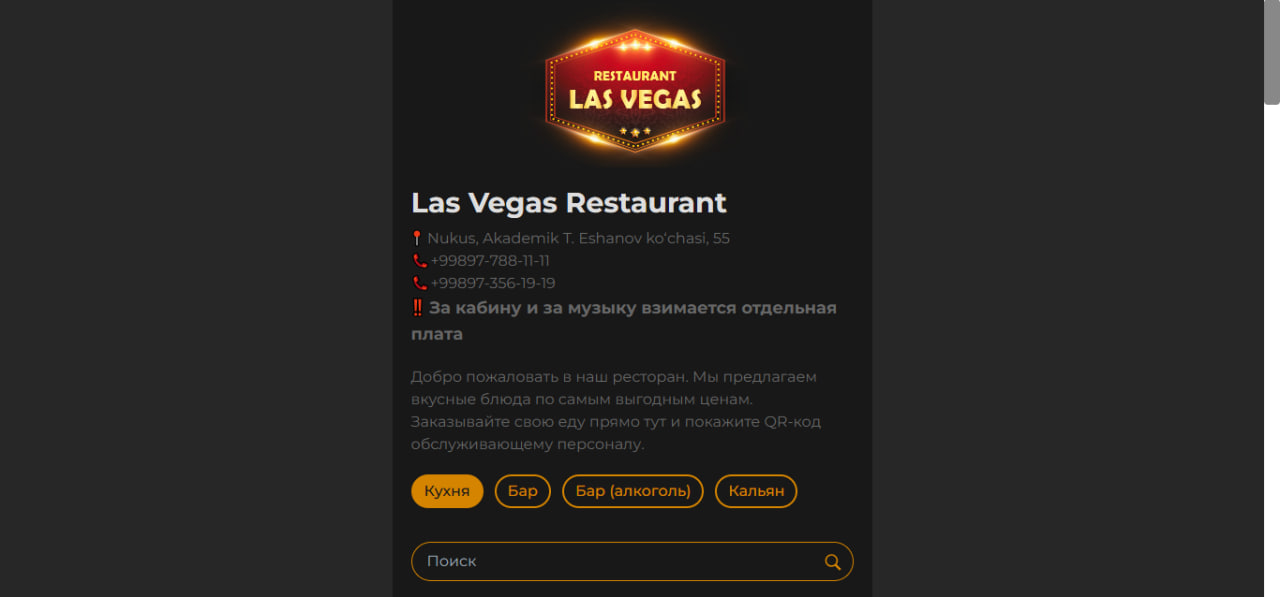 RESTAURANT
LAS VEGAS
Las Vegas Restaurant
Nukus, Akademik T. Eshanov ko‘chasi, 55
+99897-788-11-11
+99897-356-19-19
‼ За кабину и за музыку взимается отдельная
плата
Добро пожаловать в наш ресторан. Мы предлагаем
вкусные блюда по самым выгодным ценам.
Заказывайте свою еду прямо тут и покажите QR-код
обслуживающему персоналу.
Кухня Бар Бар (алкоголь) Кальян
Поиск